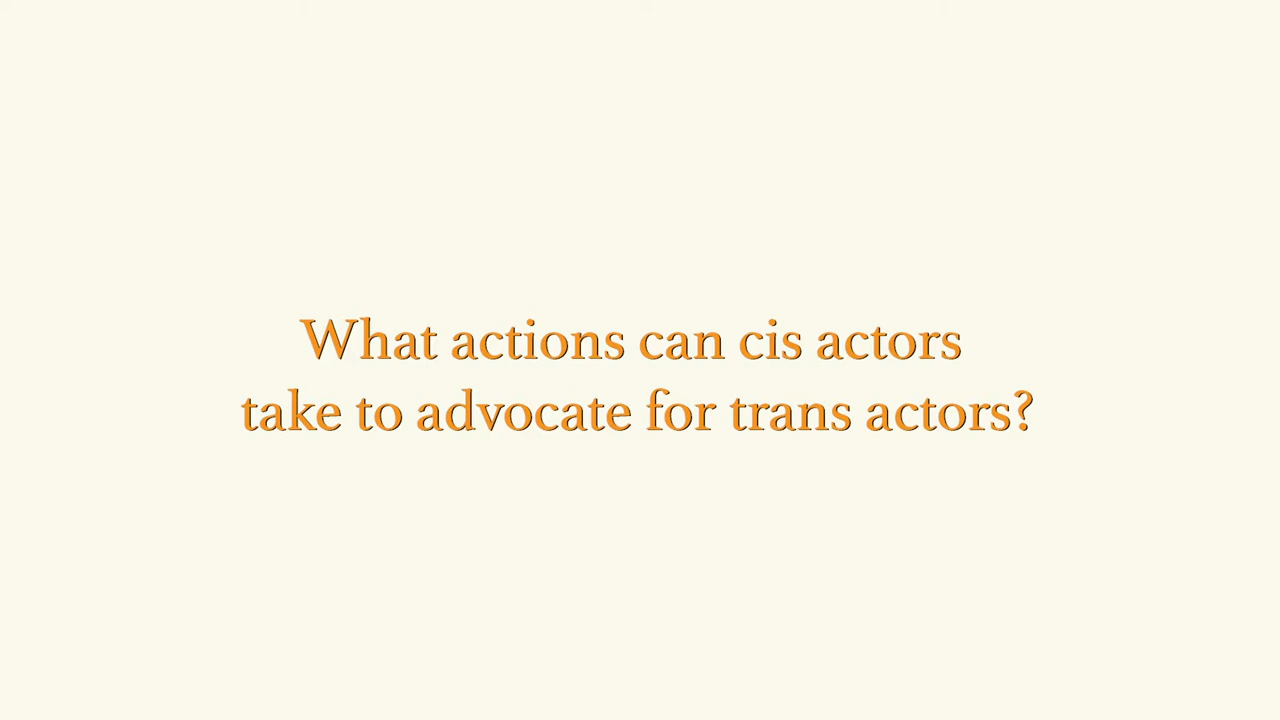 What actions can cis actors
take to advocate for trans actors?